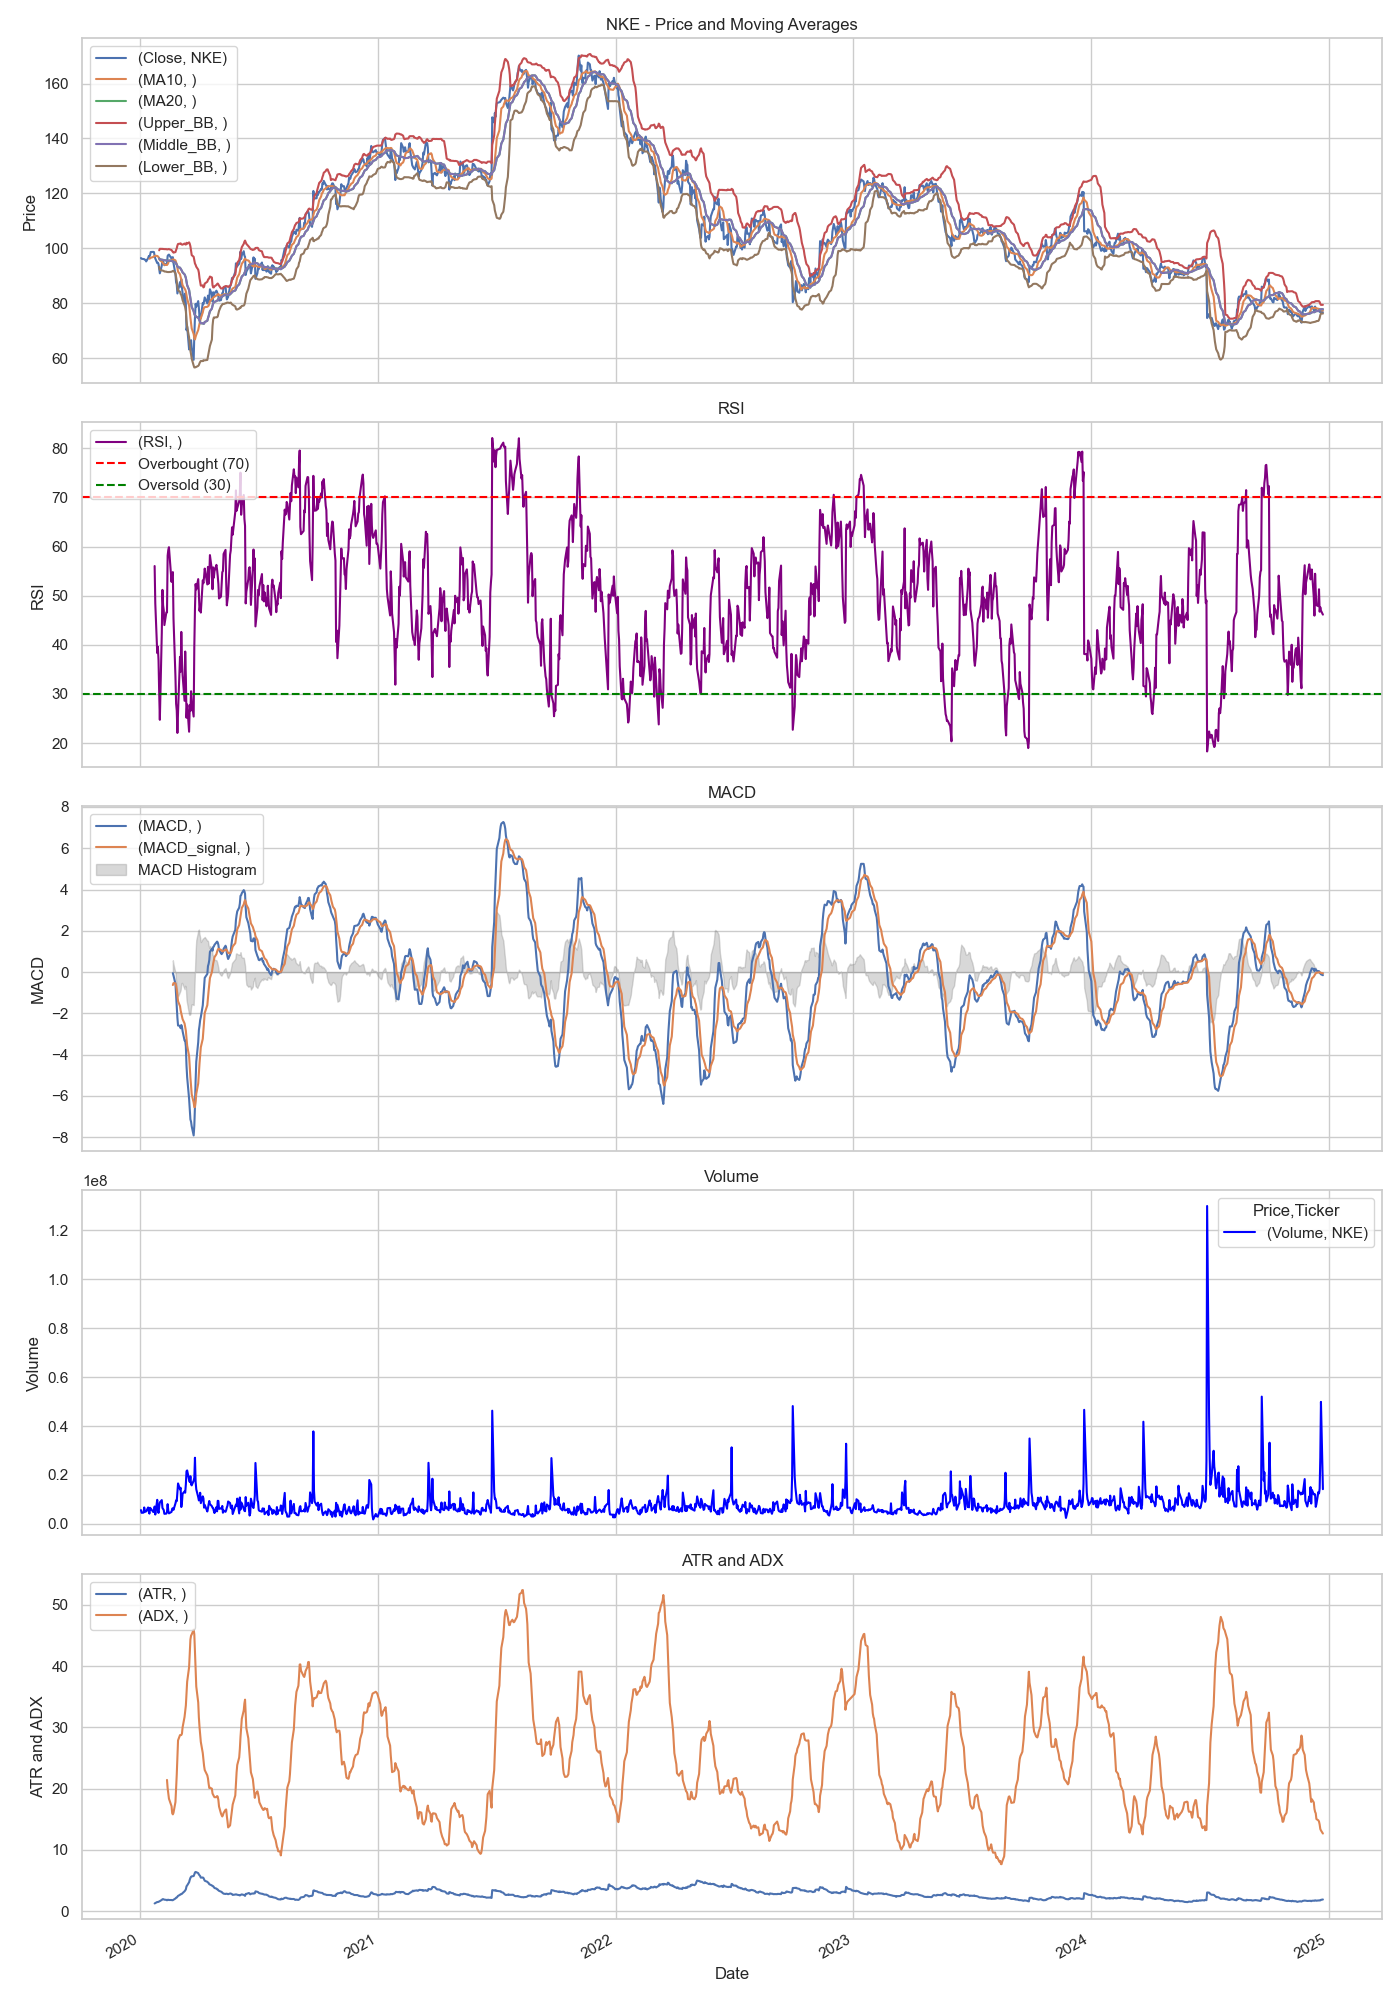 NKE - Price and Moving Averages
(Close, NKE)
(MA10, )
(MA20, )
(Upper_BB, )
(Middle_BB, )
(Lower_BB, )
Price
160
140
120
100
80
60
RSI
(RSI, )
Overbought (70)
Oversold (30)
RSI
80
70
60
50
40
30
20
MACD
(MACD, )
(MACD_signal, )
MACD Histogram
MACD
8
6
4
2
0
−2
−4
−6
−8
Volume
1e8
Price,Ticker
(Volume, NKE)
Volume
1.2
1.0
0.8
0.6
0.4
0.2
0.0
ATR and ADX
(ATR, )
(ADX, )
ATR and ADX
50
40
30
20
10
0
2020
2021
2022
2023
2024
2025
Date